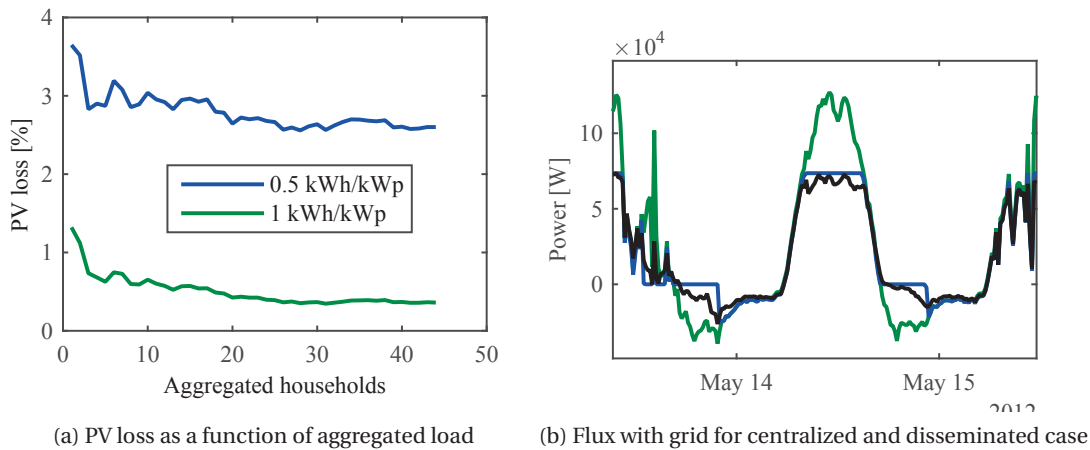 PV loss [%]
4
3
2
1
0
0.5 kWh/kWp
1 kWh/kWp
0 10 20 30 40 50
Aggregated households
(a) PV loss as a function of aggregated load
×10⁴
Power [W]
10
5
0
May 14 May 15
2012
(b) Flux with grid for centralized and disseminated case